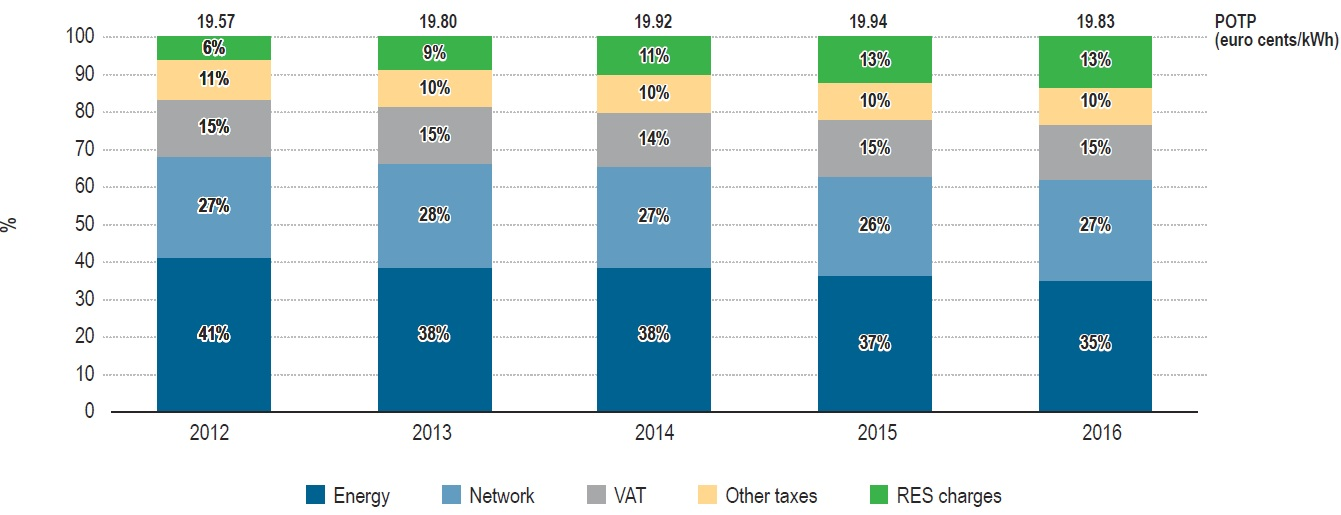 19.57 19.80 19.92 19.94 19.83 POTP
(euro cents/kWh)
100
6% 9% 11% 13% 13%
90
11% 10% 10% 10% 10%
80
15% 15% 14% 15% 15%
70
60
27% 28% 27% 26% 27%
50
%
40
30
41% 38% 38% 37% 35%
20
10
0
2012 2013 2014 2015 2016
Energy Network VAT Other taxes RES charges